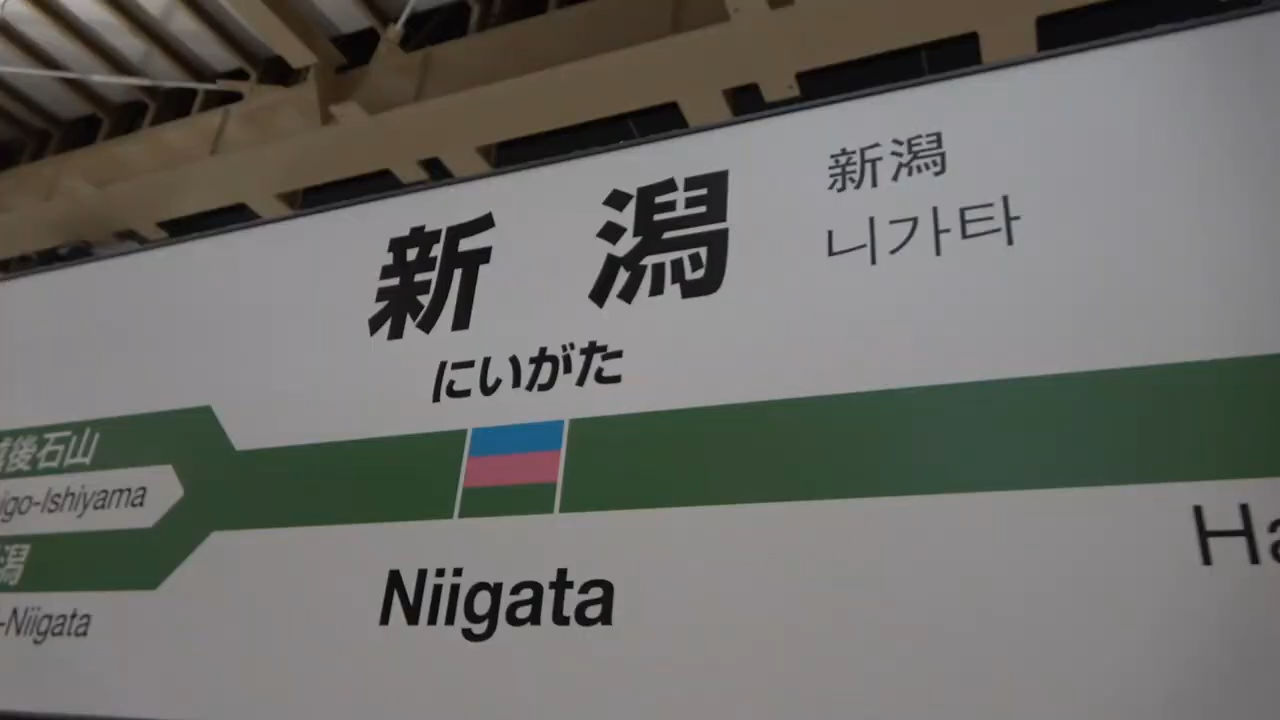 新潟
新潟
니가타
にいがた
後石山
igo-Ishiyama
潟
-Niigata
Niigata
Ha